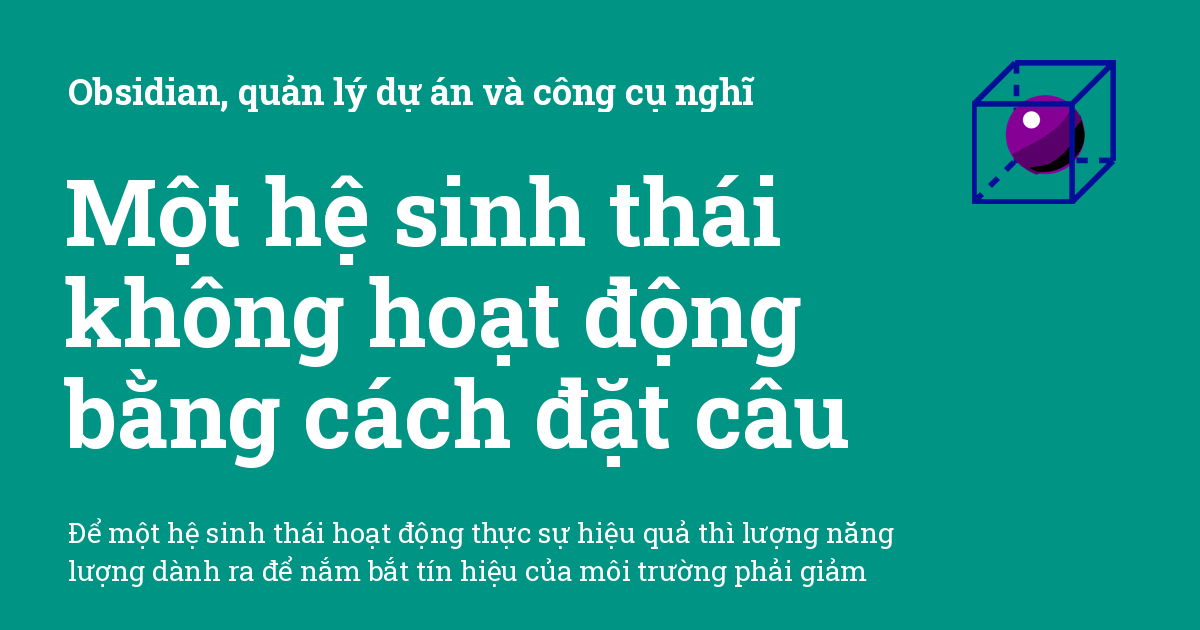 Obsidian, quản lý dự án và công cụ nghĩ
Một hệ sinh thái
không hoạt động
bằng cách đặt câu
Để một hệ sinh thái hoạt động thực sự hiệu quả thì lượng năng
lượng dành ra để nắm bắt tín hiệu của môi trường phải giảm